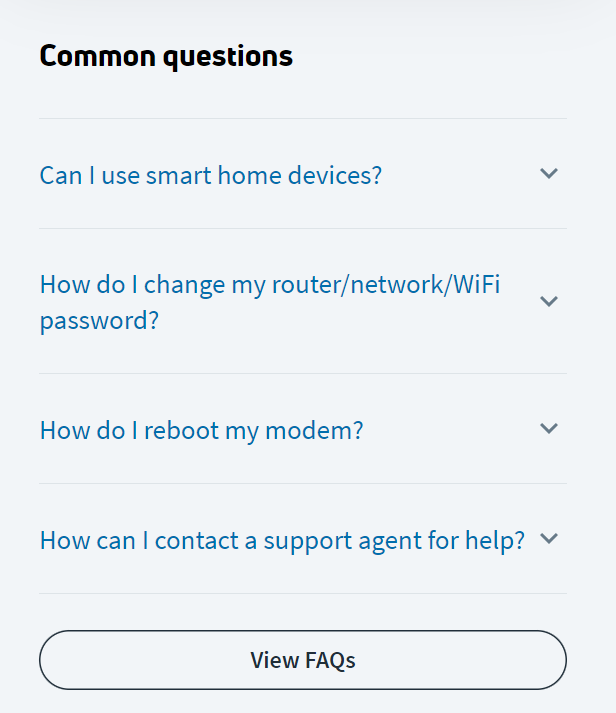 Common questions
Can I use smart home devices?
How do I change my router/network/WiFi
password?
How do I reboot my modem?
How can I contact a support agent for help?
View FAQs